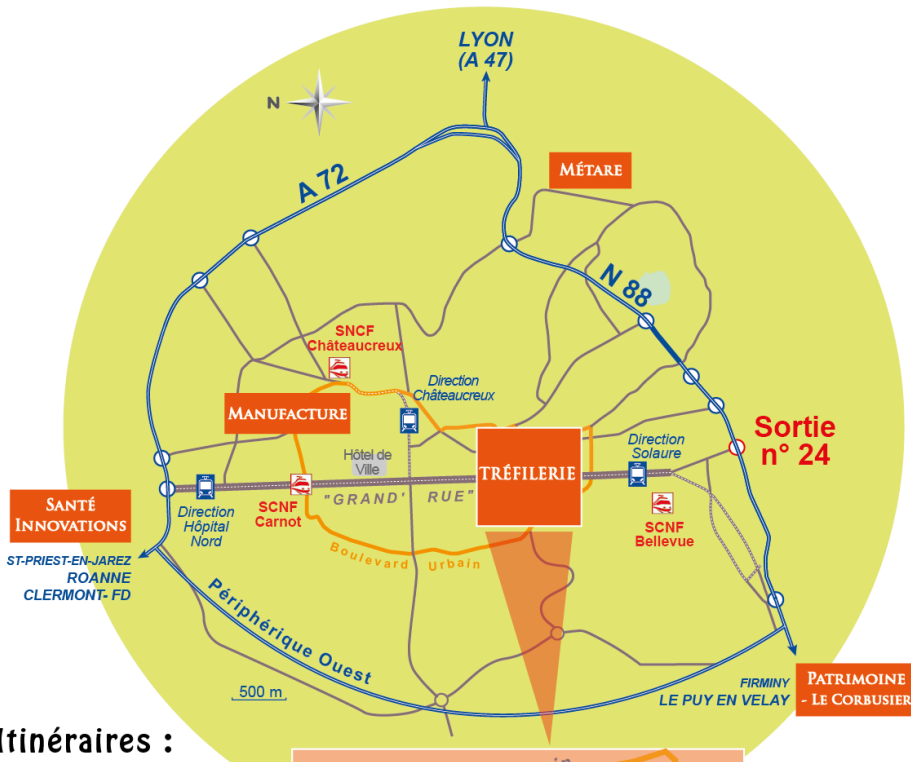 LYON
(A 47)
N
MÉTARE
A 72
N 88
SNCF
Châteaucreux
Direction
Châteaucreux
MANUFACTURE
Sortie
n° 24
Hôtel de
Ville
TRÉFILERIE
Direction
Solaure
"GRAND' RUE"
SANTÉ
INNOVATIONS
Direction
Hôpital
Nord
SCNF
Carnot
SCNF
Bellevue
Boulevard Urbain
ST-PRIEST-EN-JAREZ
ROANNE
CLERMONT- FD
Périphérique Ouest
500 m
FIRMINY
LE PUY EN VELAY
PATRIMOINE
- LE CORBUSIER
Itinéraires :